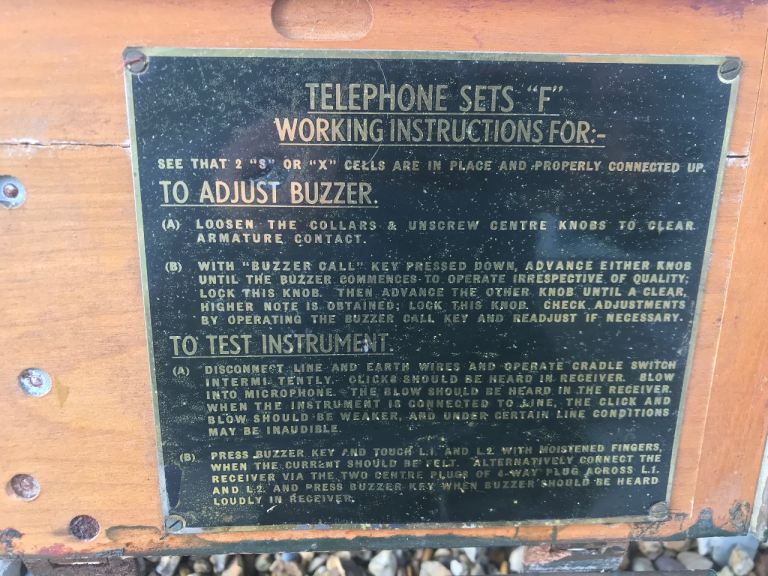 TELEPHONE SETS "F"
WORKING INSTRUCTIONS FOR:-
SEE THAT 2 "S" OR "X" CELLS ARE IN PLACE AND PROPERLY CONNECTED UP.
TO ADJUST BUZZER.
(A) LOOSEN THE COLLARS & UNSCREW CENTRE KNOBS TO CLEAR
ARMATURE CONTACT.
(B) WITH "BUZZER CALL" KEY PRESSED DOWN, ADVANCE EITHER KNOB
UNTIL THE BUZZER COMMENCES TO OPERATE IRRESPECTIVE OF QUALITY.
LOCK THIS KNOB. THEN ADVANCE THE OTHER KNOB UNTIL A CLEAR,
HIGHER NOTE IS OBTAINED; LOCK THIS KNOB. CHECK ADJUSTMENTS
BY OPERATING THE BUZZER CALL KEY AND READJUST IF NECESSARY.
TO TEST INSTRUMENT.
(A) DISCONNECT LINE AND EARTH WIRES AND OPERATE CRADLE SWITCH
INTERMITTENTLY. CLICKS SHOULD BE HEARD IN RECEIVER. BLOW
INTO MICROPHONE. THE BLOW SHOULD BE HEARD IN THE RECEIVER.
WHEN THE INSTRUMENT IS CONNECTED TO LINE, THE CLICK AND
BLOW SHOULD BE WEAKER, AND UNDER CERTAIN LINE CONDITIONS
MAY BE INAUDIBLE.
(B) PRESS BUZZER KEY AND TOUCH L.1. AND L.2. WITH MOISTENED FINGERS,
WHEN THE CURRENT SHOULD BE FELT. ALTERNATIVELY CONNECT THE
RECEIVER VIA THE TWO CENTRE PLUGS OF 4-WAY PLUG ACROSS L.1.
AND L.2. AND PRESS BUZZER KEY WHEN BUZZER SHOULD BE HEARD
LOUDLY IN RECEIVER.